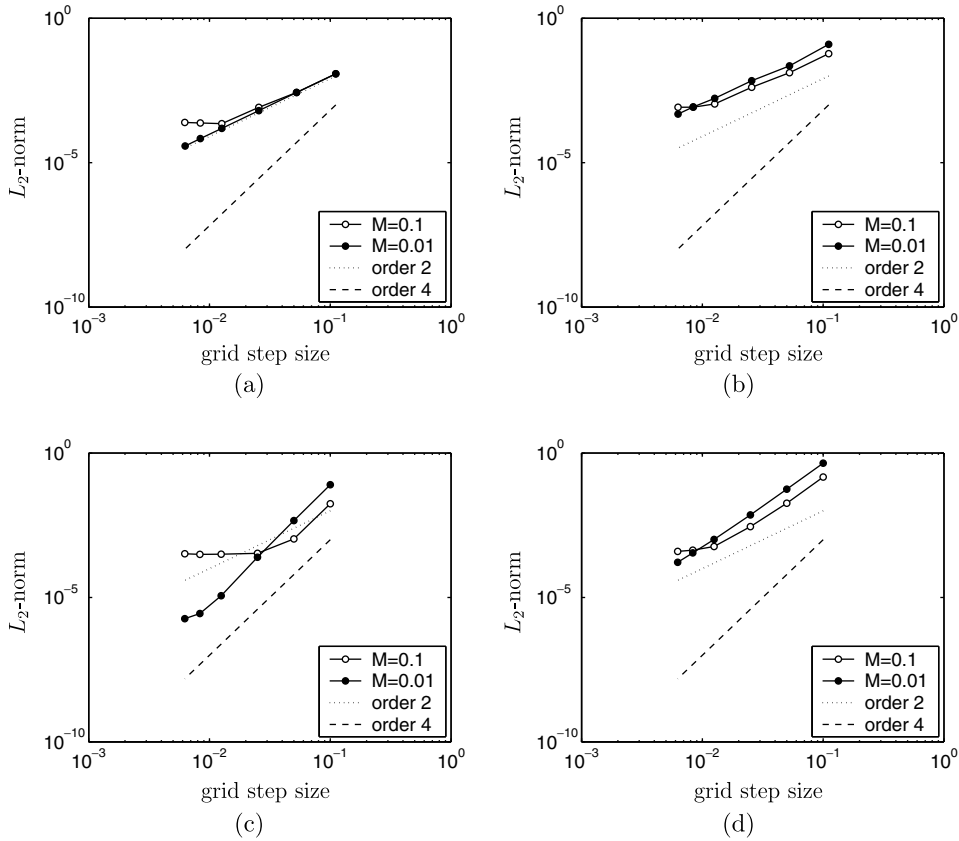 10^0
10^-5
10^-10
L_2-norm
M=0.1
M=0.01
order 2
order 4
10^-3 10^-2 10^-1 10^0
grid step size
(a)
10^0
10^-5
10^-10
L_2-norm
M=0.1
M=0.01
order 2
order 4
10^-3 10^-2 10^-1 10^0
grid step size
(b)
10^0
10^-5
10^-10
L_2-norm
M=0.1
M=0.01
order 2
order 4
10^-3 10^-2 10^-1 10^0
grid step size
(c)
10^0
10^-5
10^-10
L_2-norm
M=0.1
M=0.01
order 2
order 4
10^-3 10^-2 10^-1 10^0
grid step size
(d)